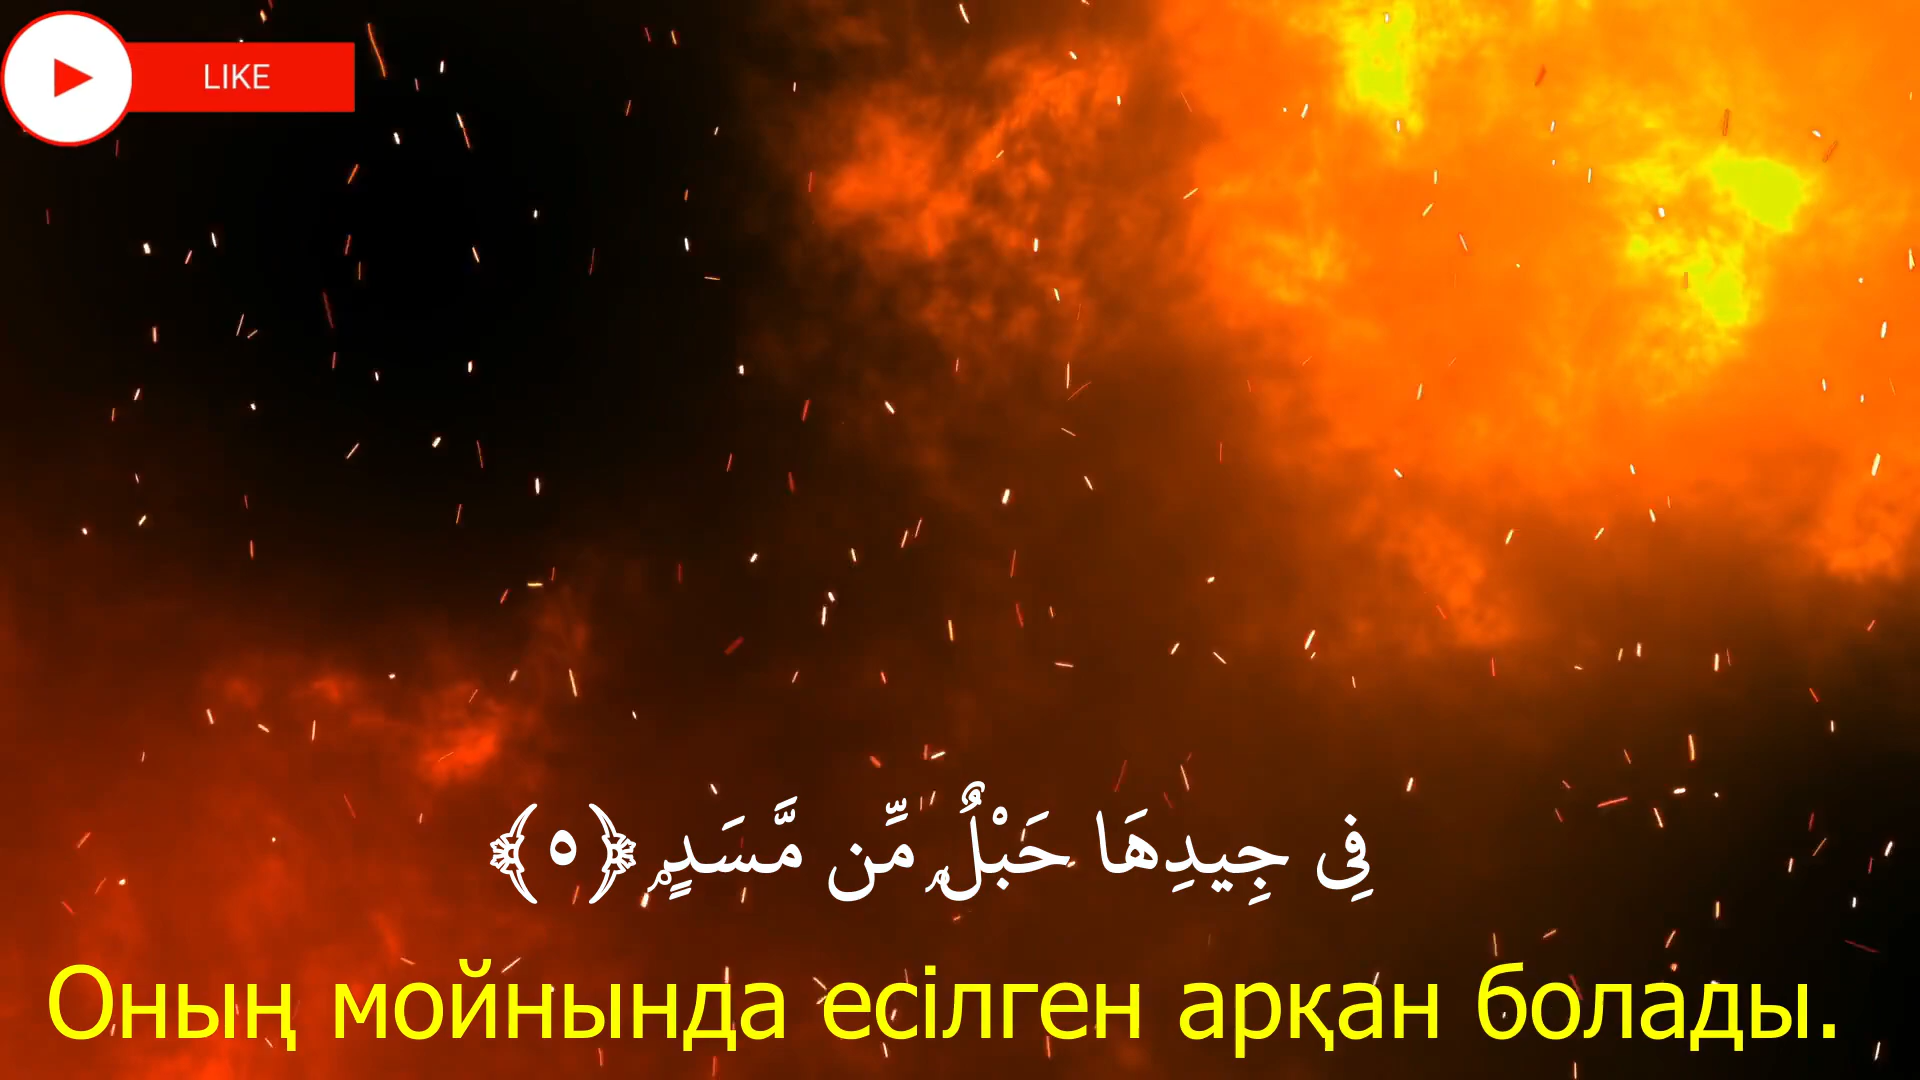 LIKE
فِى جِيدِهَا حَبْلٌۭ مِّن مَّسَدٍۭ ﴿٥﴾
Оның мойнында есілген арқан болады.